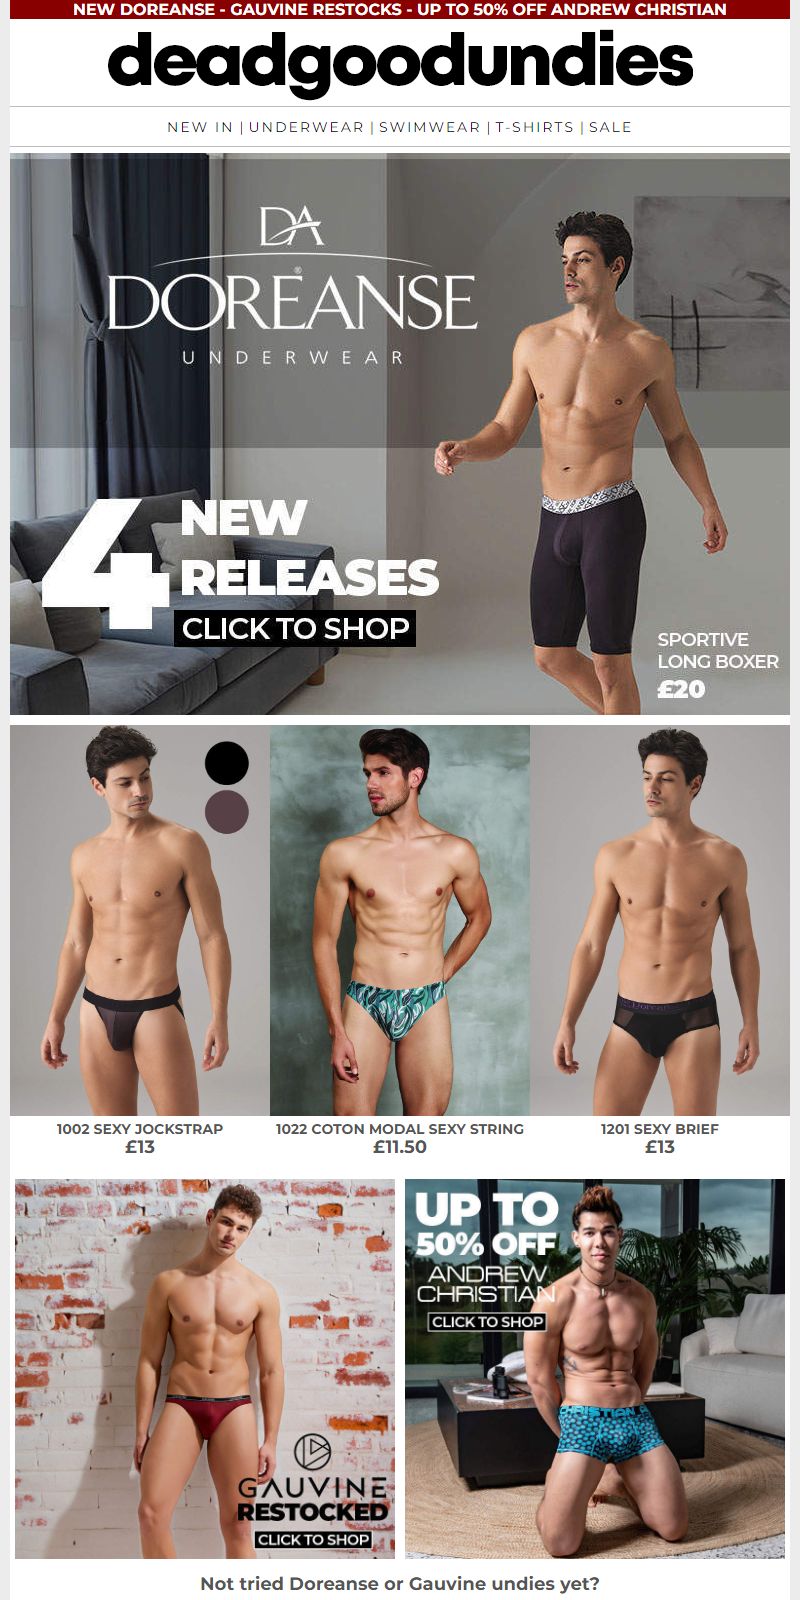 NEW DOREANSE - GAUVINE RESTOCKS - UP TO 50% OFF ANDREW CHRISTIAN
deadgoodundies
NEW IN | UNDERWEAR | SWIMWEAR | T-SHIRTS | SALE
DA
DOREANSE®
UNDERWEAR
4 NEW
RELEASES
CLICK TO SHOP
SPORTIVE
LONG BOXER
£20
1002 SEXY JOCKSTRAP
£13
1022 COTON MODAL SEXY STRING
£11.50
1201 SEXY BRIEF
£13
GAUVINE
RESTOCKED
CLICK TO SHOP
UP TO
50% OFF
ANDREW
CHRISTIAN
CLICK TO SHOP
Not tried Doreanse or Gauvine undies yet?